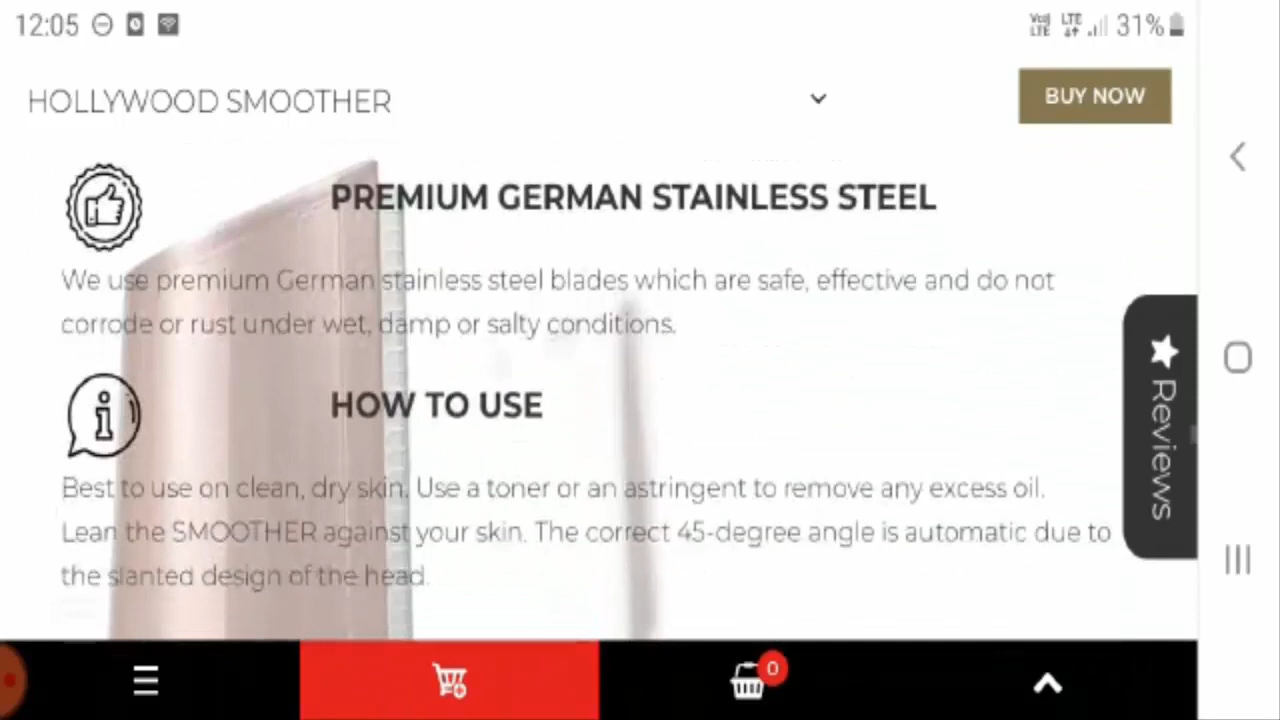 12:05
Vo) LTE LTE 31%
HOLLYWOOD SMOOTHER
BUY NOW
PREMIUM GERMAN STAINLESS STEEL
We use premium German stainless steel blades which are safe, effective and do not
corrode or rust under wet, damp or salty conditions.
HOW TO USE
Best to use on clean, dry skin. Use a toner or an astringent to remove any excess oil.
Lean the SMOOTHER against your skin. The correct 45-degree angle is automatic due to
the slanted design of the head.
Reviews
0